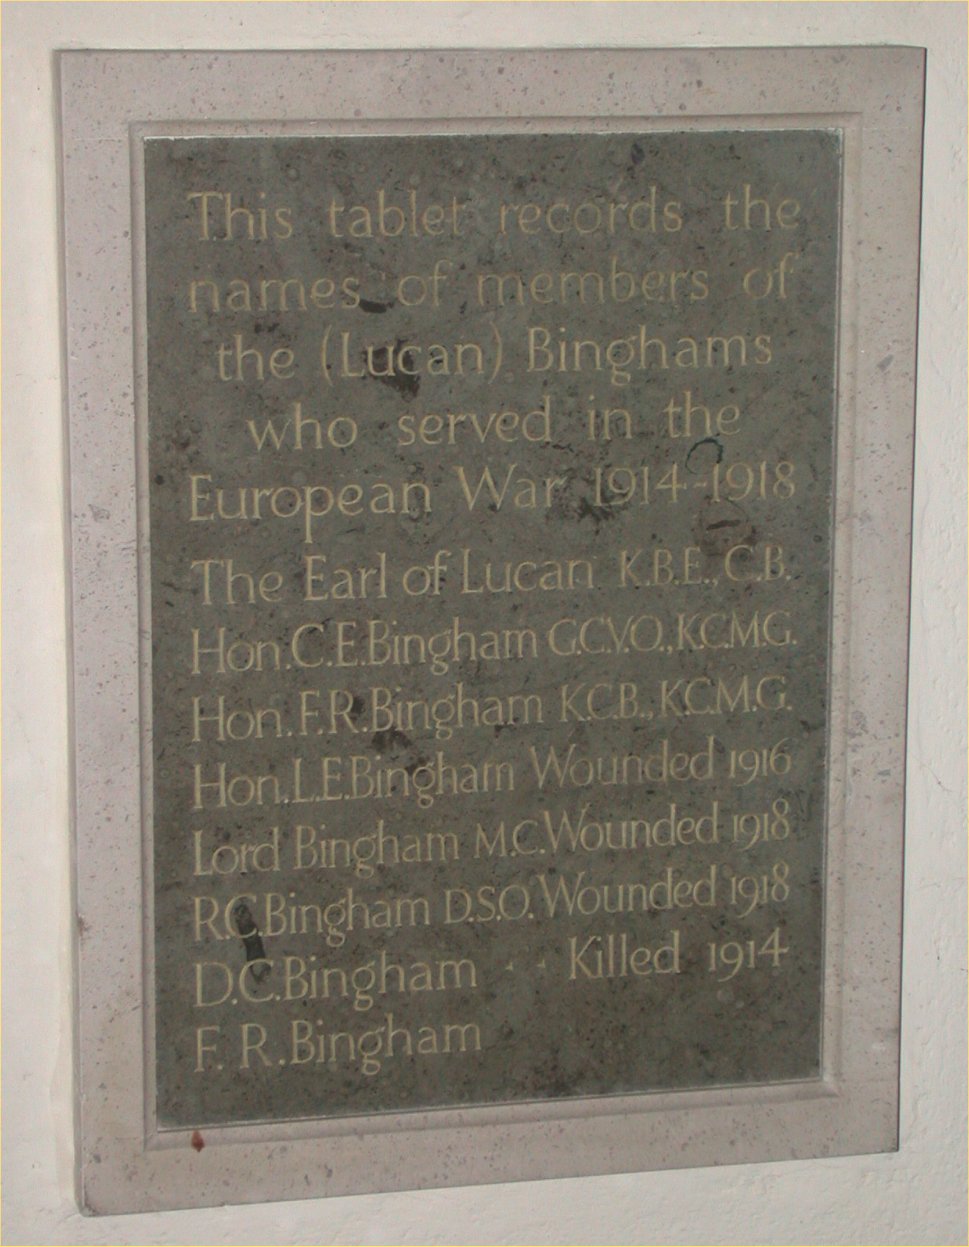 This tablet records the
names of members of
the (Lucan) Binghams
who served in the
European War 1914-1918
The Earl of Lucan K.B.E., C.B.
Hon. C.E. Bingham G.C.V.O., K.C.M.G.
Hon. F.R. Bingham K.C.B., K.C.M.G.
Hon. L.E. Bingham Wounded 1916
Lord Bingham M.C. Wounded 1918
R.C. Bingham D.S.O. Wounded 1918
D.C. Bingham - - Killed 1914
F. R. Bingham